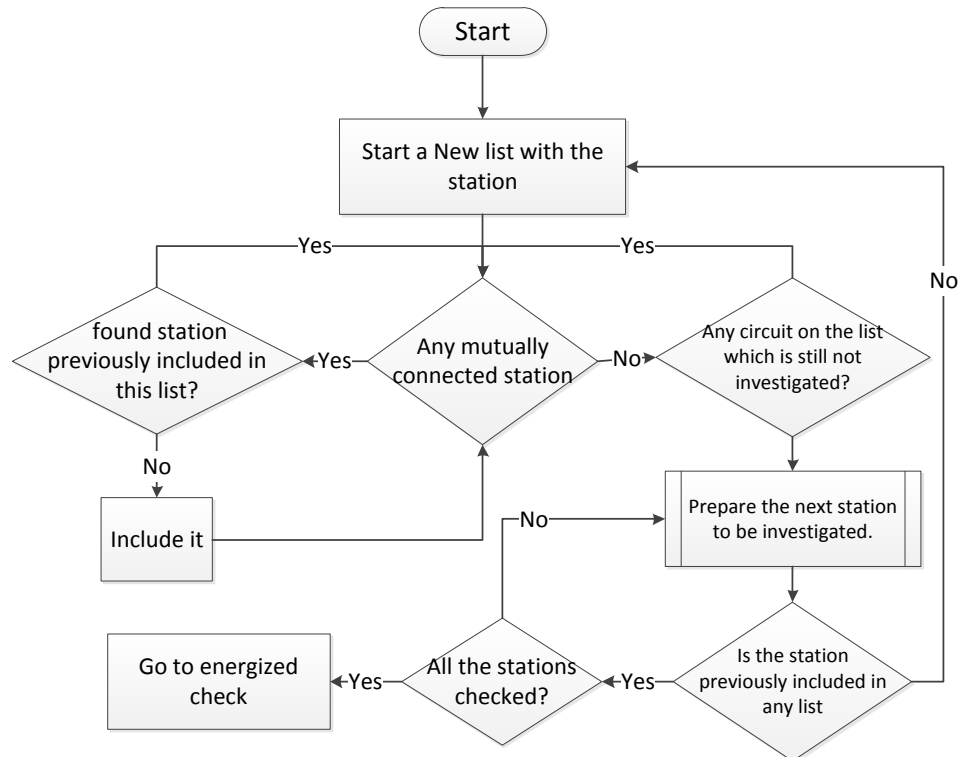 Start
Start a New list with the
station
Yes
Yes
No
found station
previously included in
this list?
Yes
Any mutually
connected station
No
Any circuit on the list
which is still not
investigated?
No
Include it
No
Prepare the next station
to be investigated.
Go to energized
check
Yes
All the stations
checked?
Yes
Is the station
previously included in
any list